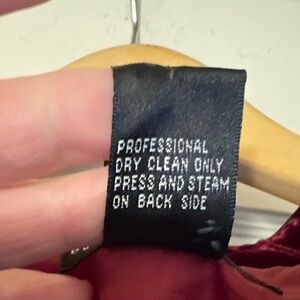 PROFESSIONAL
DRY CLEAN ONLY
PRESS AND STEAM
ON BACK SIDE